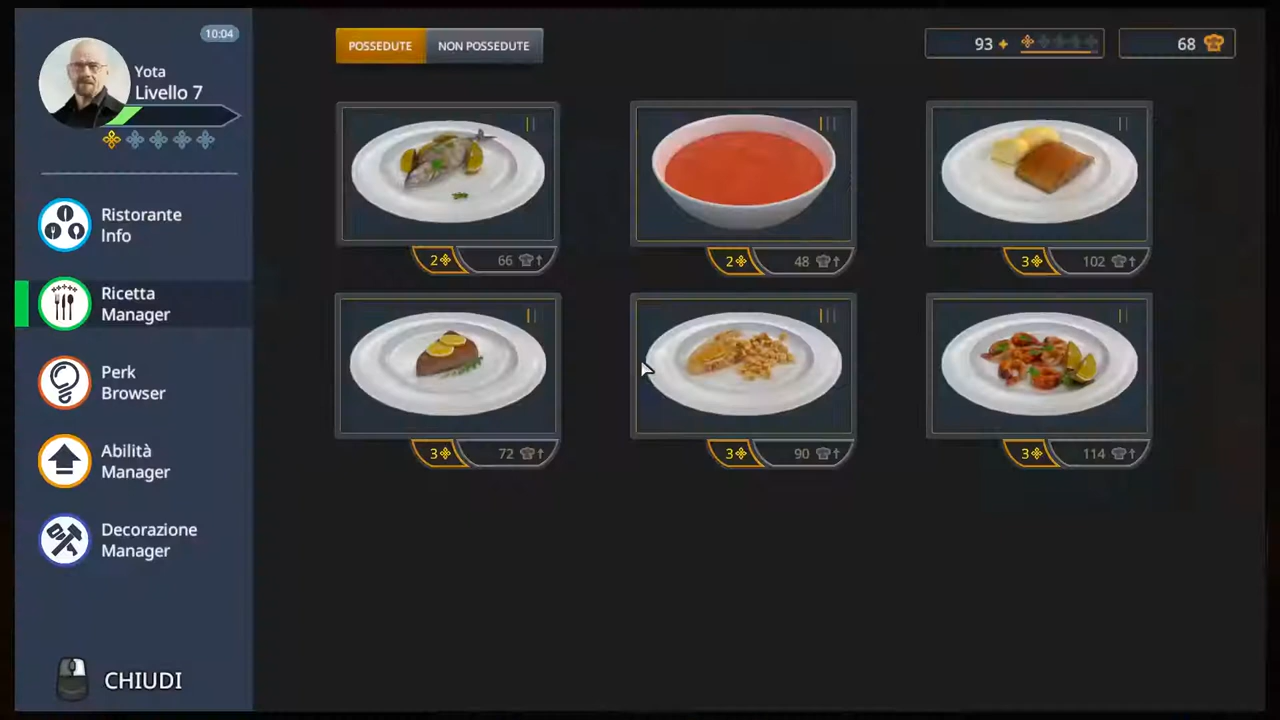 10:04
Yota
Livello 7
Ristorante
Info
Ricetta
Manager
Perk
Browser
Abilità
Manager
Decorazione
Manager
CHIUDI
POSSEDUTE
NON POSSEDUTE
93
68
2
66
2
48
3
102
3
72
3
90
3
114